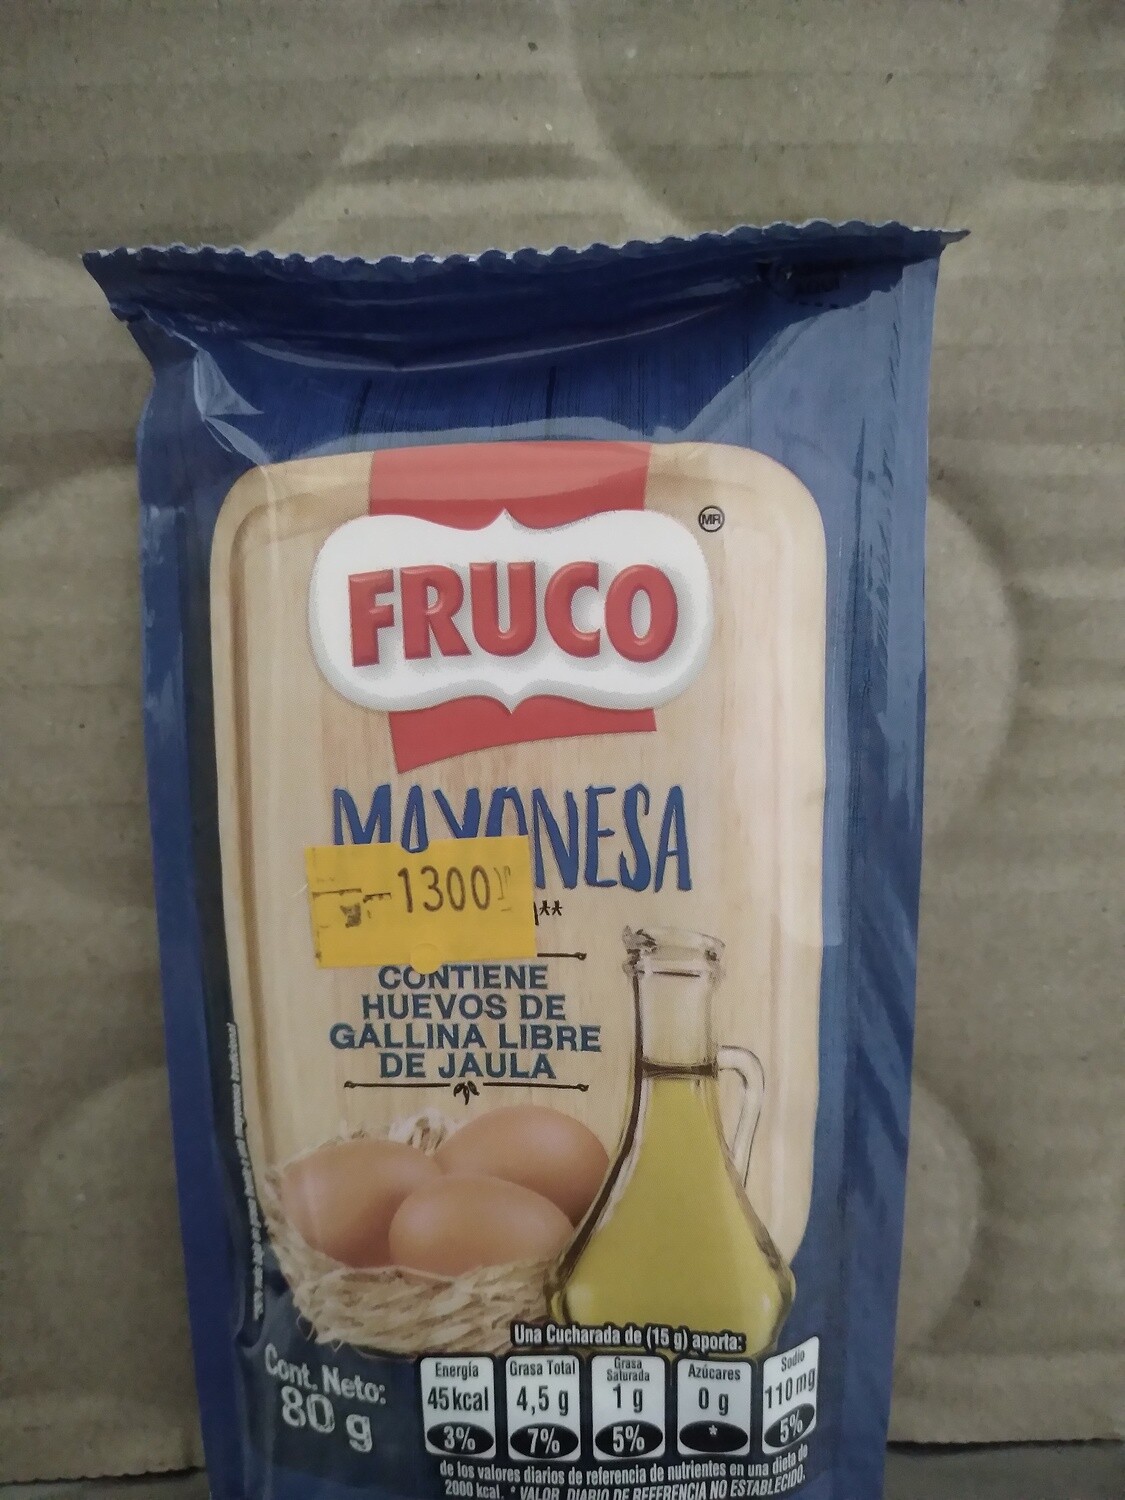 FRUCO
MR
MAYONESA
1300
**
CONTIENE
HUEVOS DE
GALLINA LIBRE
DE JAULA
Una Cucharada de (15 g) aporta:
Cont. Neto:
80 g
Energía
45 kcal
3%
Grasa Total
4,5 g
7%
Grasa
Saturada
1 g
5%
Azúcares
0 g
*
Sodio
110 mg
5%
de los valores diarios de referencia de nutrientes en una dieta de
2000 kcal. * VALOR DIARIO DE REFERENCIA NO ESTABLECIDO.